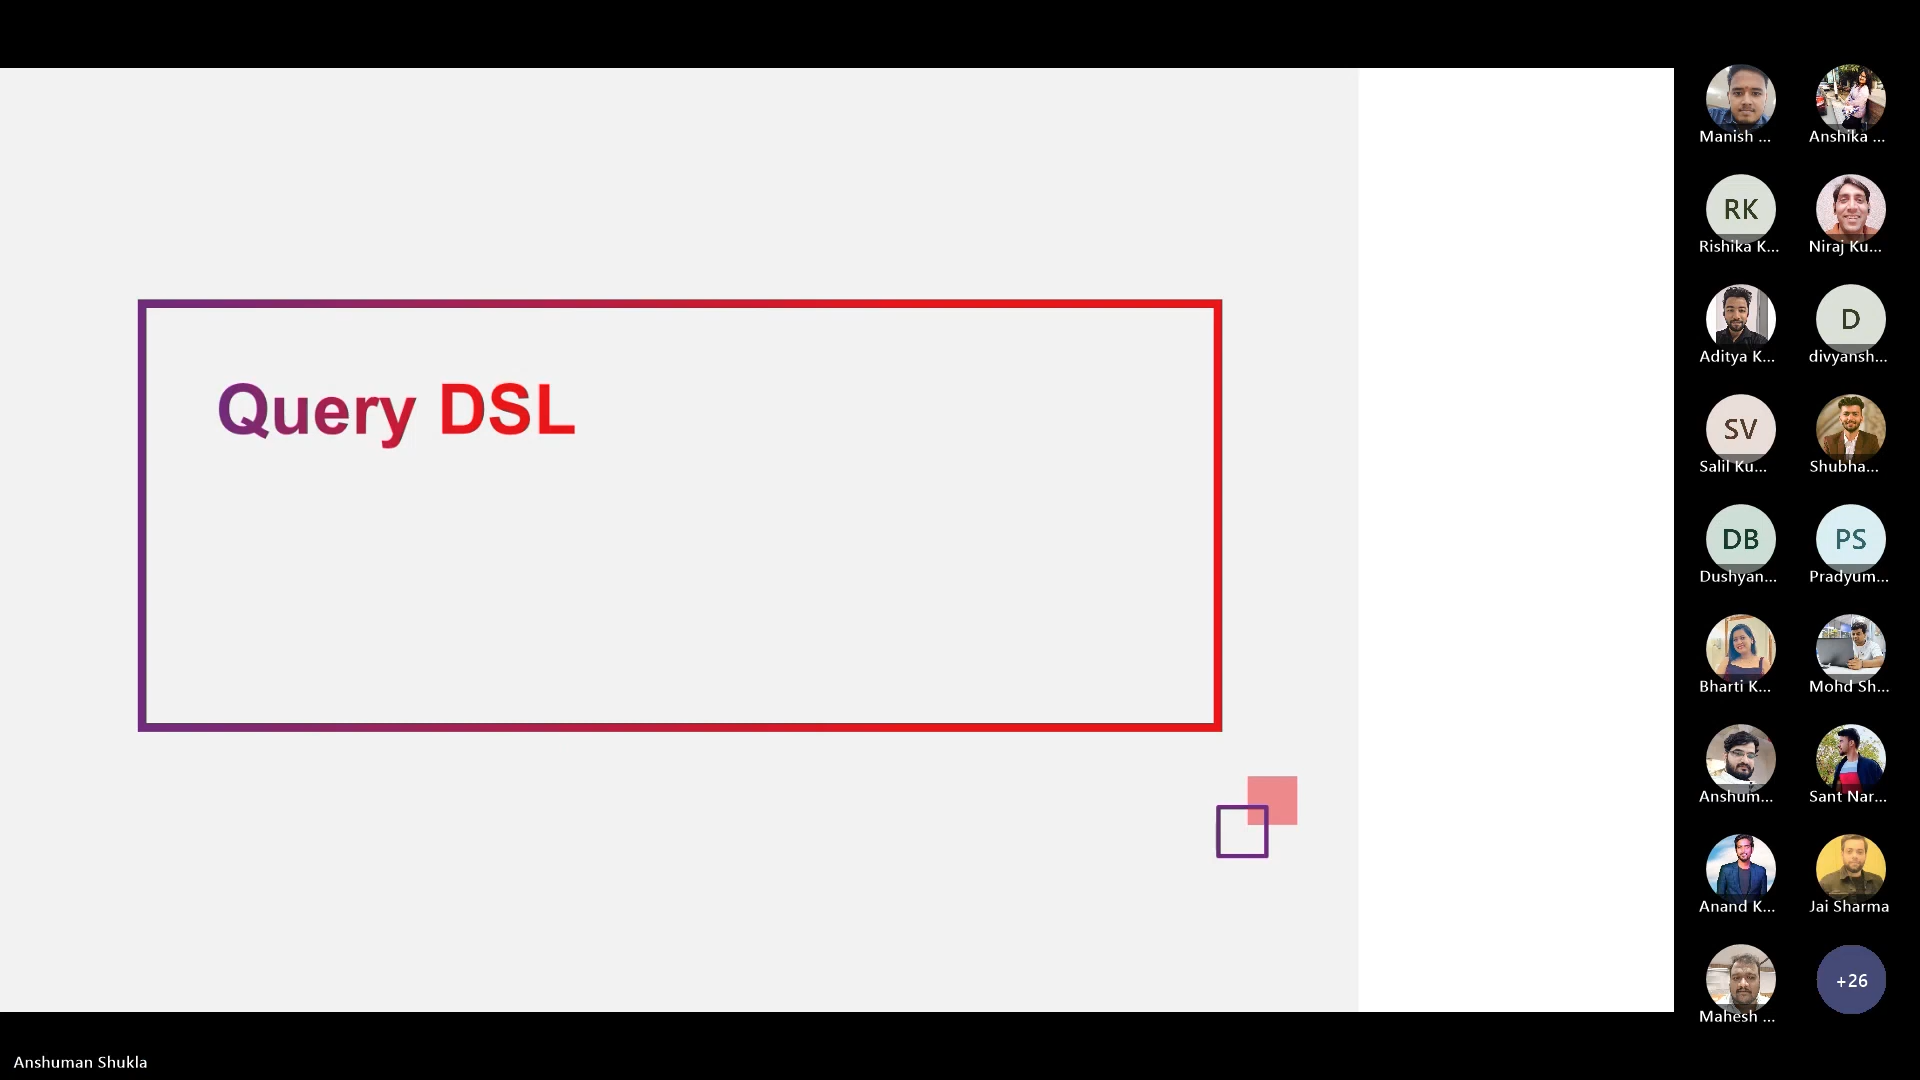 Query DSL
Manish ...
Anshika ...
RK
Rishika K...
Niraj Ku...
Aditya K...
D
divyansh...
SV
Salil Ku...
Shubha...
DB
Dushyan...
PS
Pradyum...
Bharti K...
Mohd Sh...
Anshum...
Sant Nar...
Anand K...
Jai Sharma
Mahesh ...
+26
Anshuman Shukla